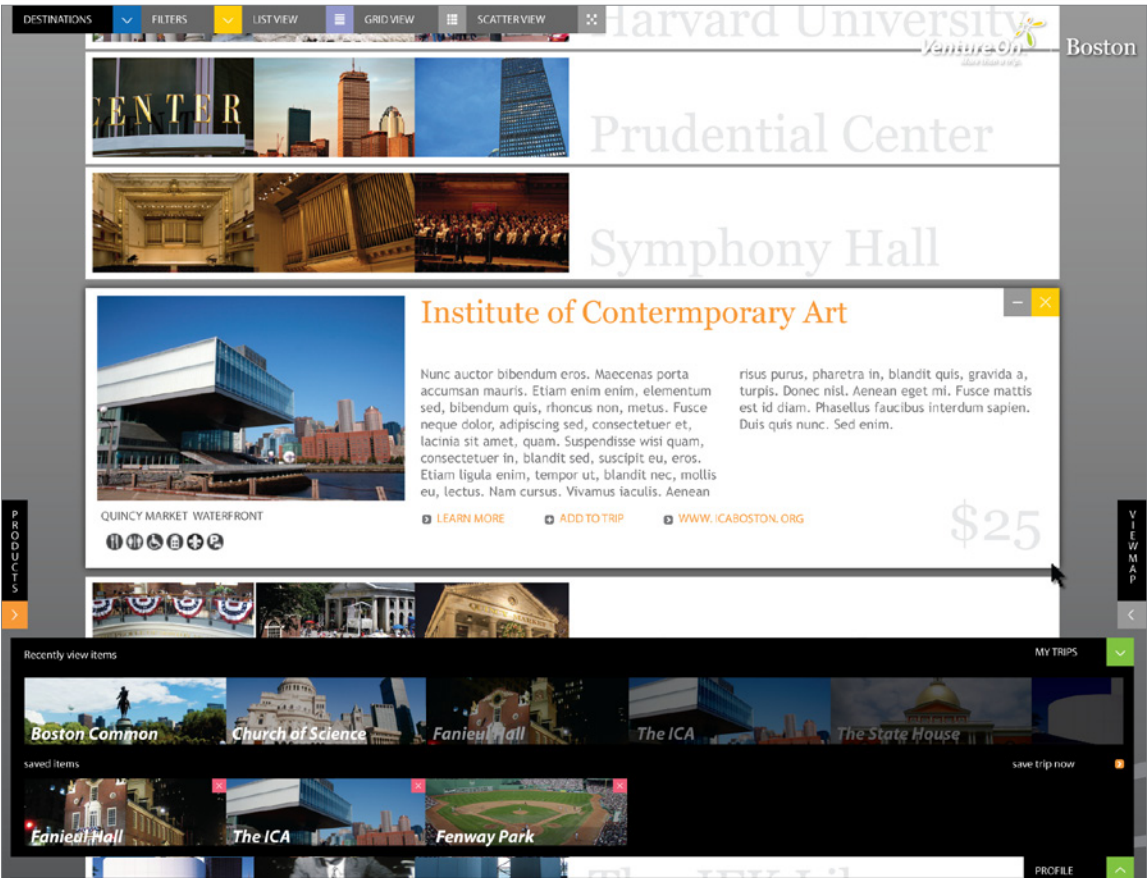 DESTINATIONS
FILTERS
LIST VIEW
GRID VIEW
SCATTER VIEW
Harvard University
Venture On
More than a trip.
Boston
CENTER
Prudential Center
Symphony Hall
Institute of Contermporary Art
Nunc auctor bibendum eros. Maecenas porta
accumsan mauris. Etiam enim enim, elementum
sed, bibendum quis, rhoncus non, metus. Fusce
neque dolor, adipiscing sed, consectetuer et,
lacinia sit amet, quam. Suspendisse wisi quam,
consectetuer in, blandit sed, suscipit eu, eros.
Etiam ligula enim, tempor ut, blandit nec, mollis
eu, lectus. Nam cursus. Vivamus iaculis. Aenean
risus purus, pharetra in, blandit quis, gravida a,
turpis. Donec nisl. Aenean eget mi. Fusce mattis
est id diam. Phasellus faucibus interdum sapien.
Duis quis nunc. Sed enim.
QUINCY MARKET WATERFRONT
LEARN MORE
ADD TO TRIP
WWW. ICABOSTON. ORG
$25
PRODUCTS
VIEW MAP
Recently view items
MY TRIPS
Boston Common
Church of Science
Fanieul Hall
The ICA
The State House
saved items
save trip now
Fanieul Hall
The ICA
Fenway Park
PROFILE